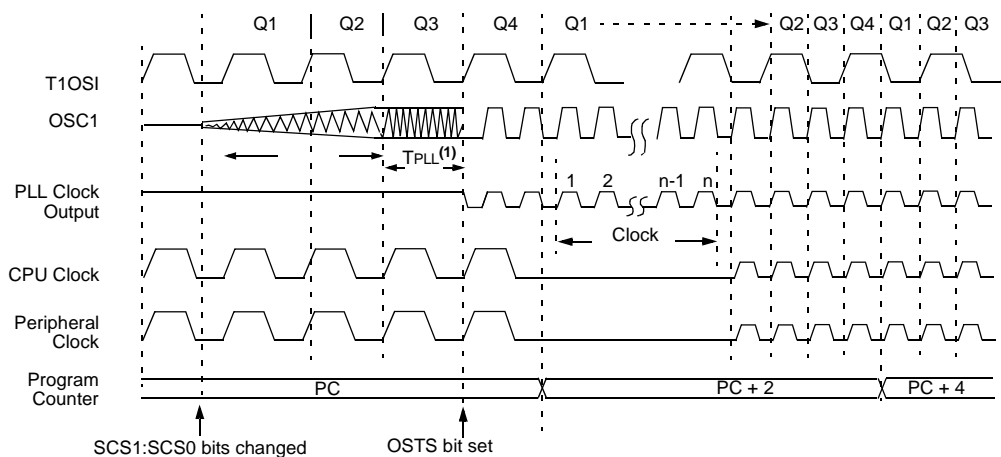 Q1 Q2 Q3 Q4 Q1 Q2 Q3 Q4 Q1 Q2 Q3
T1OSI
OSC1
TPLL(1)
PLL Clock
Output
1 2 n-1 n
Clock
CPU Clock
Peripheral
Clock
Program
Counter
PC PC + 2 PC + 4
SCS1:SCS0 bits changed OSTS bit set